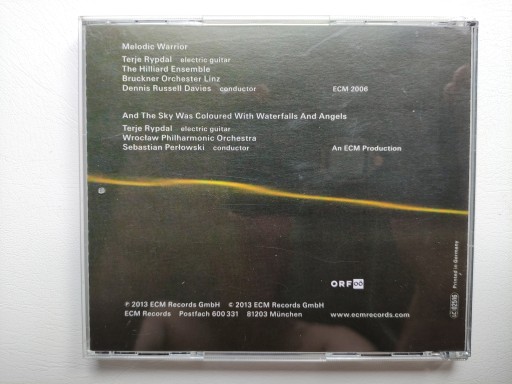 Melodic Warrior
Terje Rypdal electric guitar
The Hilliard Ensemble
Bruckner Orchester Linz
Dennis Russell Davies conductor ECM 2006
And The Sky Was Coloured With Waterfalls And Angels
Terje Rypdal electric guitar
Wrocław Philharmonic Orchestra
Sebastian Perłowski conductor An ECM Production
ORF
℗ 2013 ECM Records GmbH © 2013 ECM Records GmbH
ECM Records Postfach 600 331 81203 München www.ecmrecords.com
Printed in Germany